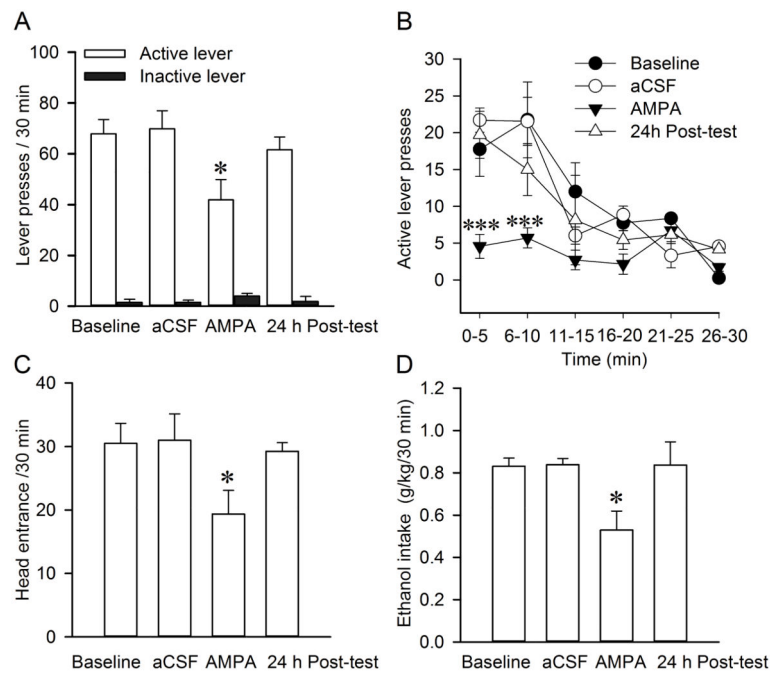 A
Lever presses / 30 min
100
80
60
40
20
0
Active lever
Inactive lever
*
Baseline aCSF AMPA 24 h Post-test
B
Active lever presses
30
25
20
15
10
5
0
Baseline
aCSF
AMPA
24h Post-test
*** ***
0-5 6-10 11-15 16-20 21-25 26-30
Time (min)
C
Head entrance /30 min
40
30
20
10
0
*
Baseline aCSF AMPA 24 h Post-test
D
Ethanol intake (g/kg/30 min)
1.2
1.0
0.8
0.6
0.4
0.2
0.0
*
Baseline aCSF AMPA 24 h Post-test